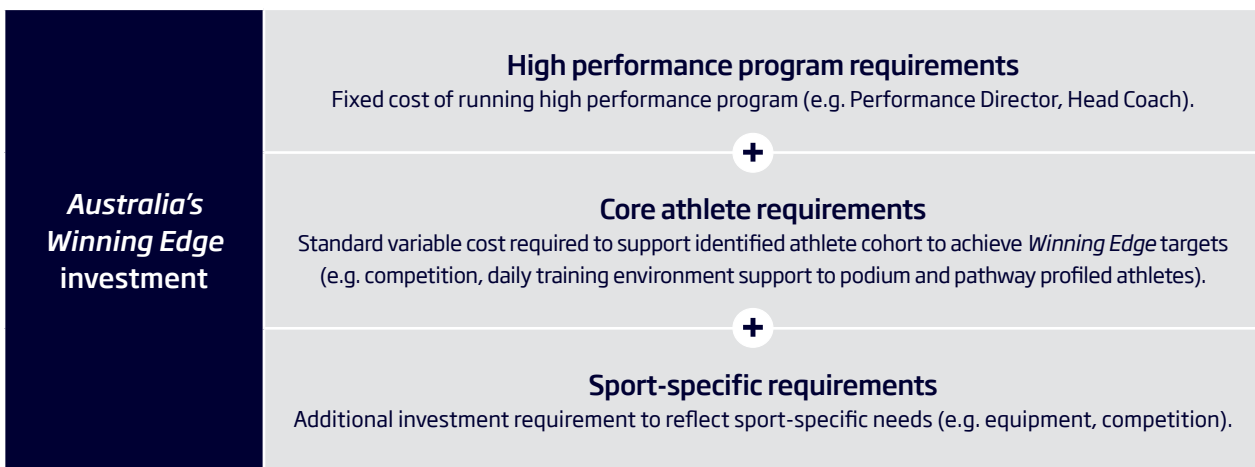 Australia's
Winning Edge
investment
High performance program requirements
Fixed cost of running high performance program (e.g. Performance Director, Head Coach).
+
Core athlete requirements
Standard variable cost required to support identified athlete cohort to achieve Winning Edge targets
(e.g. competition, daily training environment support to podium and pathway profiled athletes).
+
Sport-specific requirements
Additional investment requirement to reflect sport-specific needs (e.g. equipment, competition).